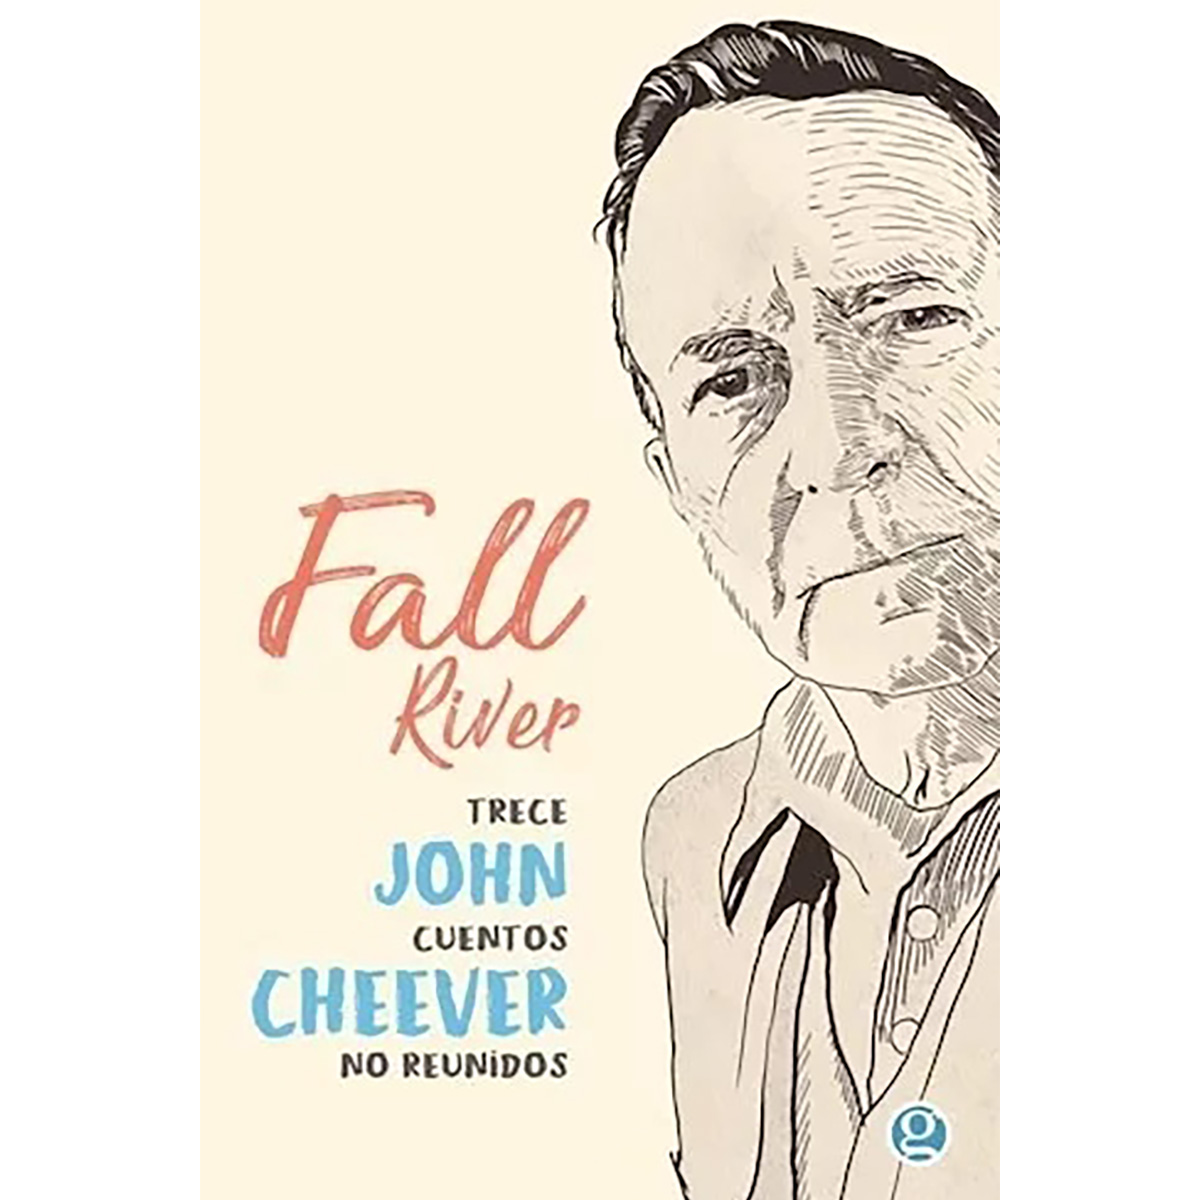 Fall
River
TRECE
JOHN
CUENTOS
CHEEVER
NO REUNIDOS
g